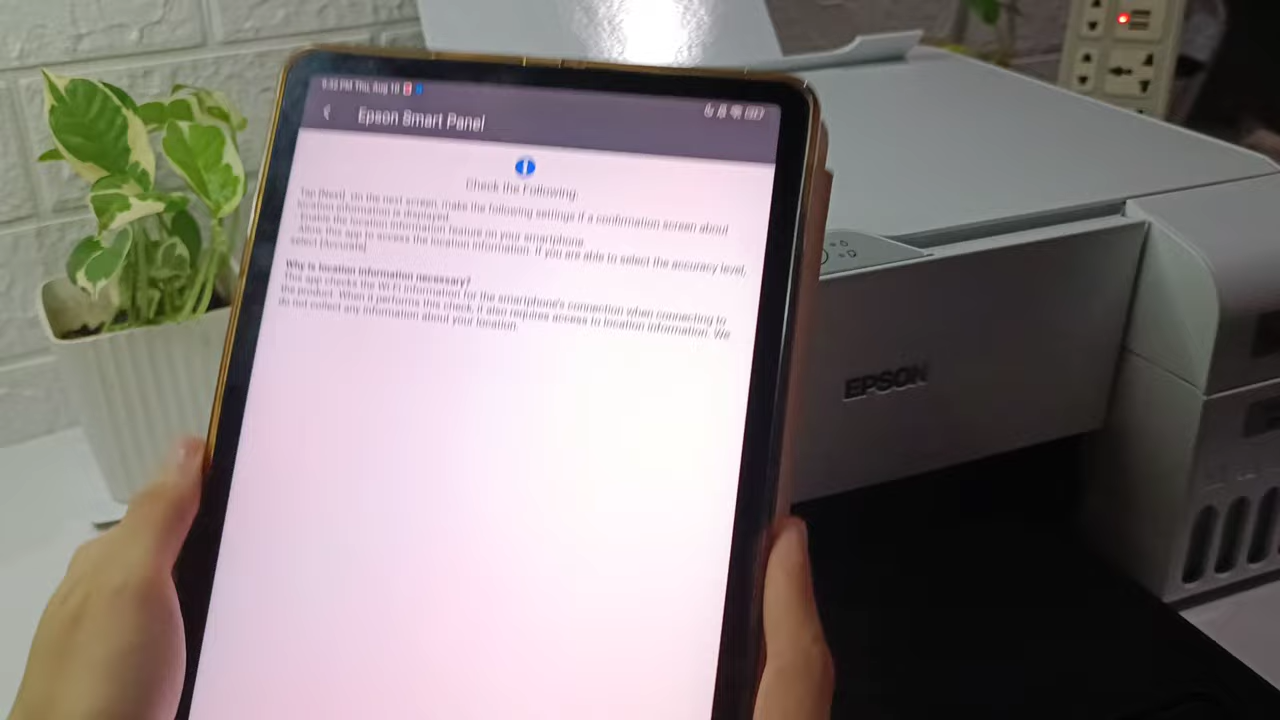 PM Thu, Aug 10
Epson Smart Panel
Check the Following.
Tap [Next]. On the next screen, make the following settings if a confirmation screen about
location information is displayed.
Enable the location information feature on your smartphone.
Allow this app to access the location information. If you are able to select the accuracy level,
select [Accurate].
Why is location information necessary?
This app checks the Wi-Fi information for the smartphone's connection when connecting to
the product. When it performs this check, it also requires access to location information. We
do not collect any information about your location.
EPSON